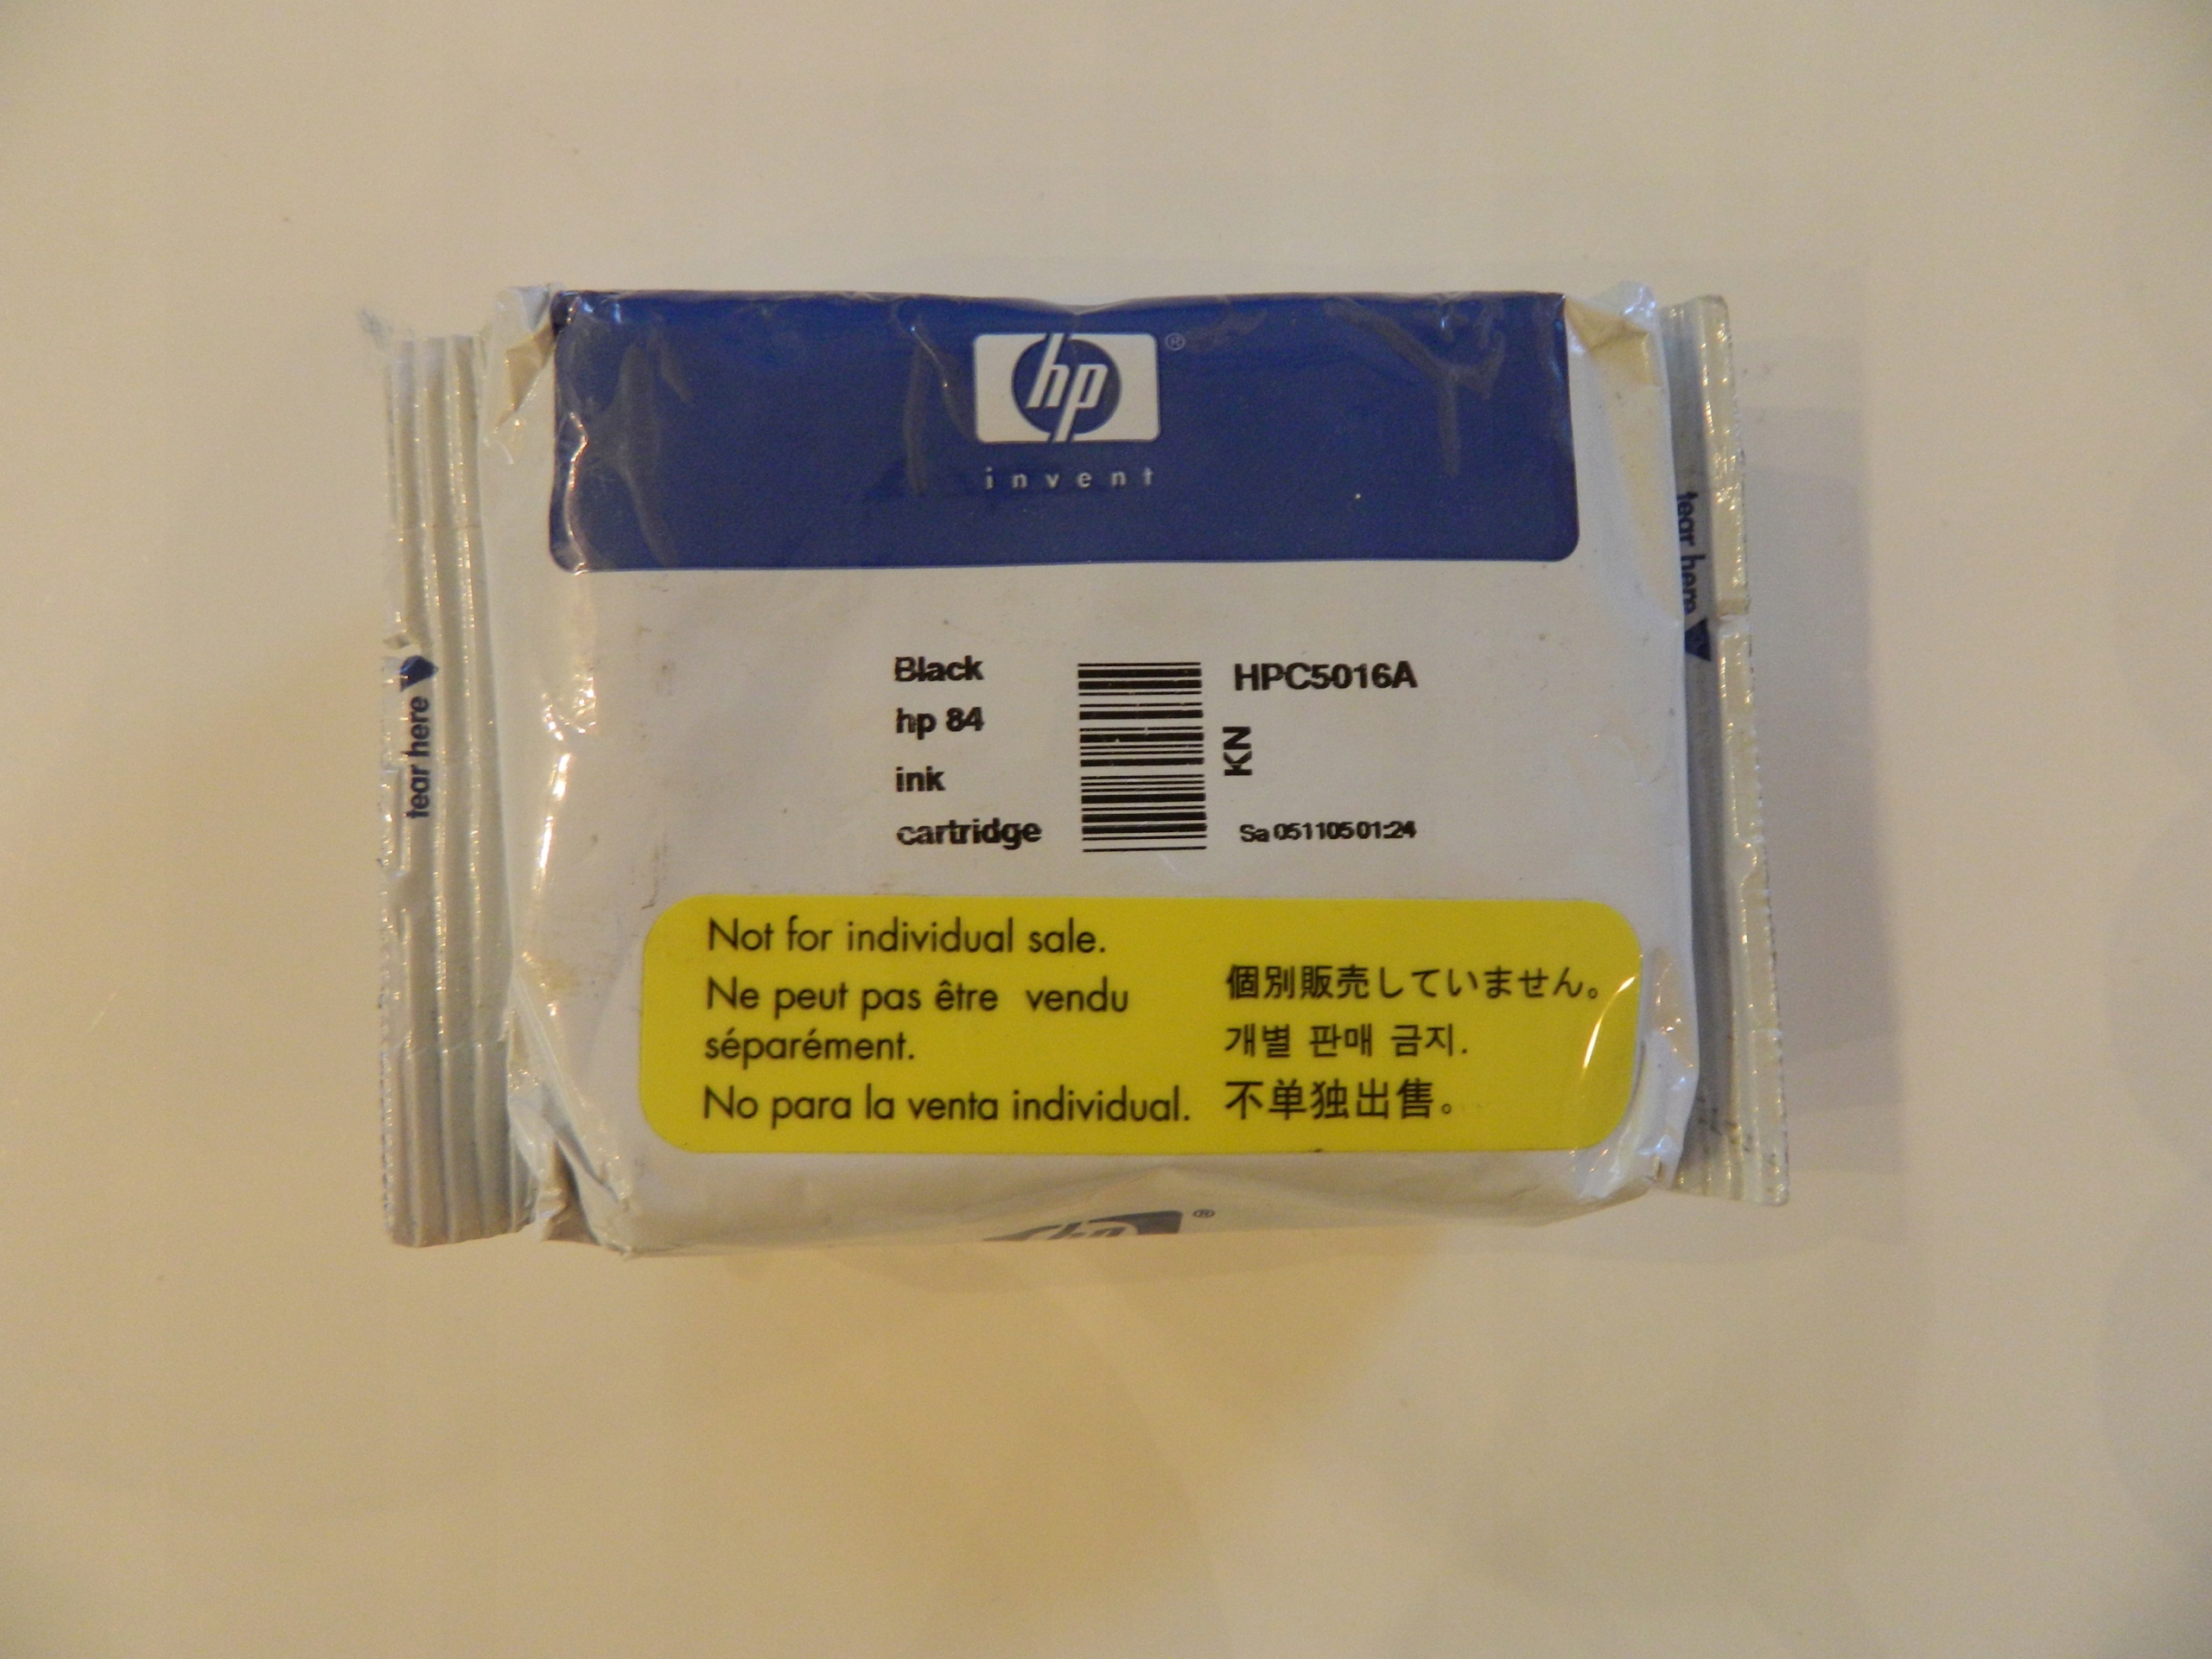 hp®
invent
tear here
tear here
Black
hp 84
ink
cartridge
HPC5016A
KN
Sa 051105 01:24
Not for individual sale.
Ne peut pas être vendu
séparément.
No para la venta individual.
個別販売していません。
개별 판매 금지.
不单独出售。
hp®